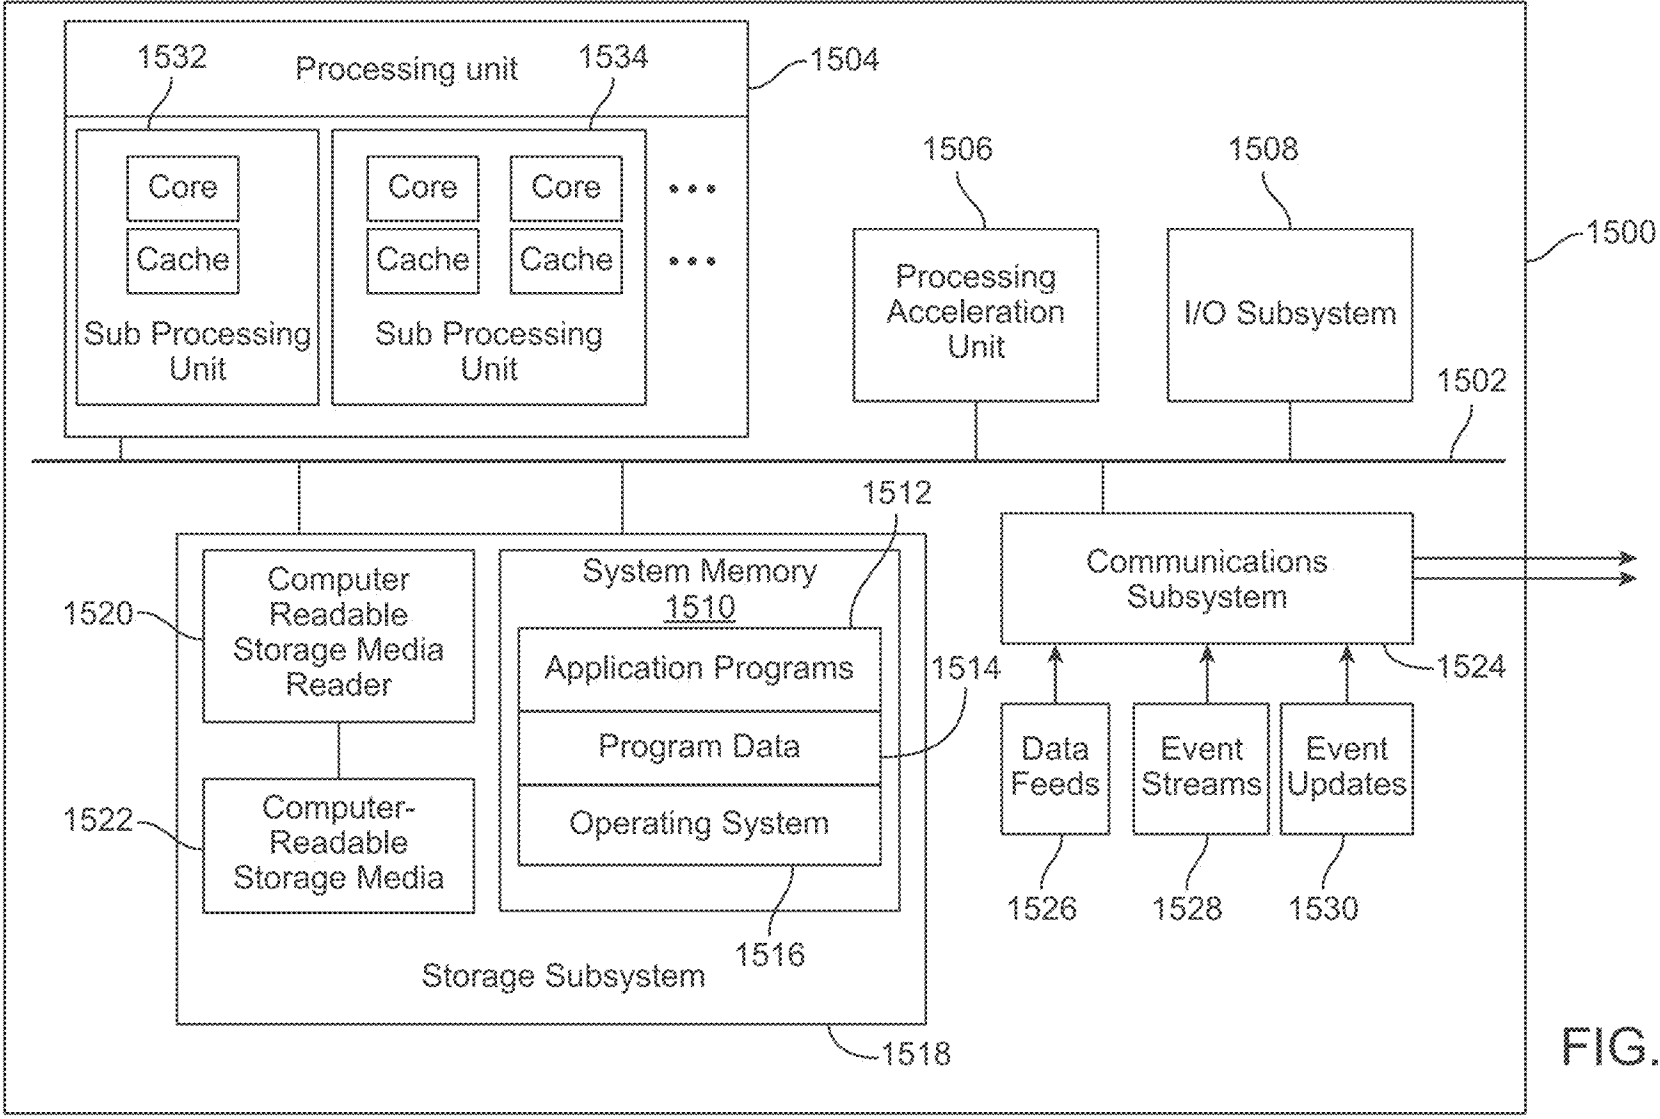 1532
Processing unit
1534
1504
Core
Cache
Sub Processing
Unit
Core
Core
...
Cache
Cache
...
Sub Processing
Unit
1506
Processing
Acceleration
Unit
1508
I/O Subsystem
1500
1502
1520
Computer
Readable
Storage Media
Reader
1522
Computer-
Readable
Storage Media
System Memory
1510
1512
Application Programs
1514
Program Data
Operating System
1516
Storage Subsystem
1518
Communications
Subsystem
1524
Data
Feeds
Event
Streams
Event
Updates
1526
1528
1530
FIG.